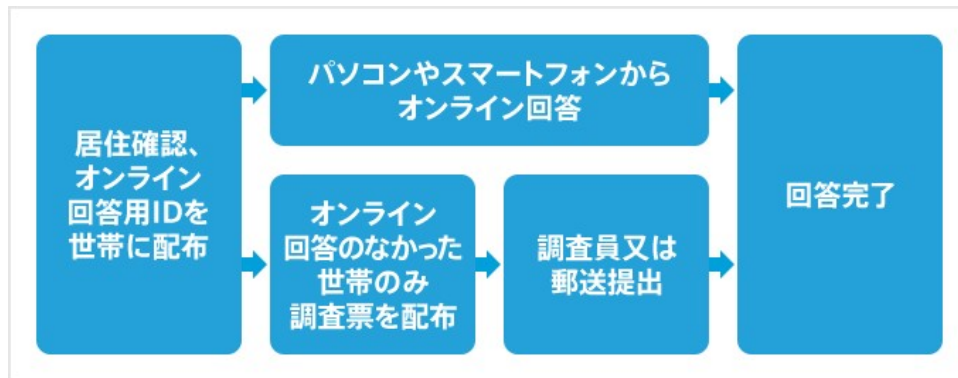 居住確認、
オンライン
回答用IDを
世帯に配布
パソコンやスマートフォンから
オンライン回答
オンライン
回答のなかった
世帯のみ
調査票を配布
調査員又は
郵送提出
回答完了